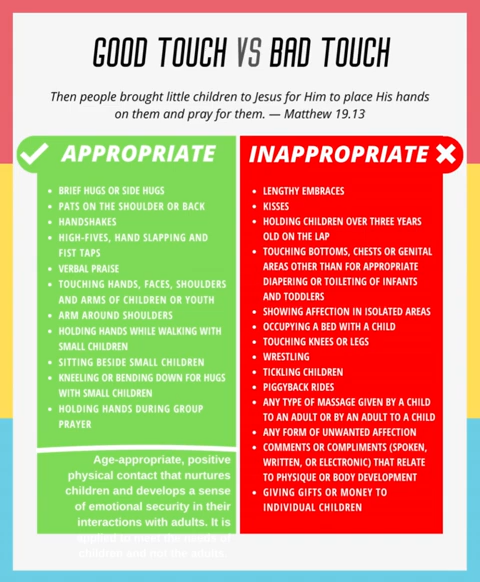 GOOD TOUCH VS BAD TOUCH
Then people brought little children to Jesus for Him to place His hands
on them and pray for them. — Matthew 19.13
APPROPRIATE
• BRIEF HUGS OR SIDE HUGS
• PATS ON THE SHOULDER OR BACK
• HANDSHAKES
• HIGH-FIVES, HAND SLAPPING AND
FIST TAPS
• VERBAL PRAISE
• TOUCHING HANDS, FACES, SHOULDERS
AND ARMS OF CHILDREN OR YOUTH
• ARM AROUND SHOULDERS
• HOLDING HANDS WHILE WALKING WITH
SMALL CHILDREN
• SITTING BESIDE SMALL CHILDREN
• KNEELING OR BENDING DOWN FOR HUGS
WITH SMALL CHILDREN
• HOLDING HANDS DURING GROUP
PRAYER
Age-appropriate, positive
physical contact that nurtures
children and develops a sense
of emotional security in their
interactions with adults. It is
applied to meet the needs of
children and not the adults
INAPPROPRIATE
• LENGTHY EMBRACES
• KISSES
• HOLDING CHILDREN OVER THREE YEARS
OLD ON THE LAP
• TOUCHING BOTTOMS, CHESTS OR GENITAL
AREAS OTHER THAN FOR APPROPRIATE
DIAPERING OR TOILETING OF INFANTS
AND TODDLERS
• SHOWING AFFECTION IN ISOLATED AREAS
• OCCUPYING A BED WITH A CHILD
• TOUCHING KNEES OR LEGS
• WRESTLING
• TICKLING CHILDREN
• PIGGYBACK RIDES
• ANY TYPE OF MASSAGE GIVEN BY A CHILD
TO AN ADULT OR BY AN ADULT TO A CHILD
• ANY FORM OF UNWANTED AFFECTION
• COMMENTS OR COMPLIMENTS (SPOKEN,
WRITTEN, OR ELECTRONIC) THAT RELATE
TO PHYSIQUE OR BODY DEVELOPMENT
• GIVING GIFTS OR MONEY TO
INDIVIDUAL CHILDREN